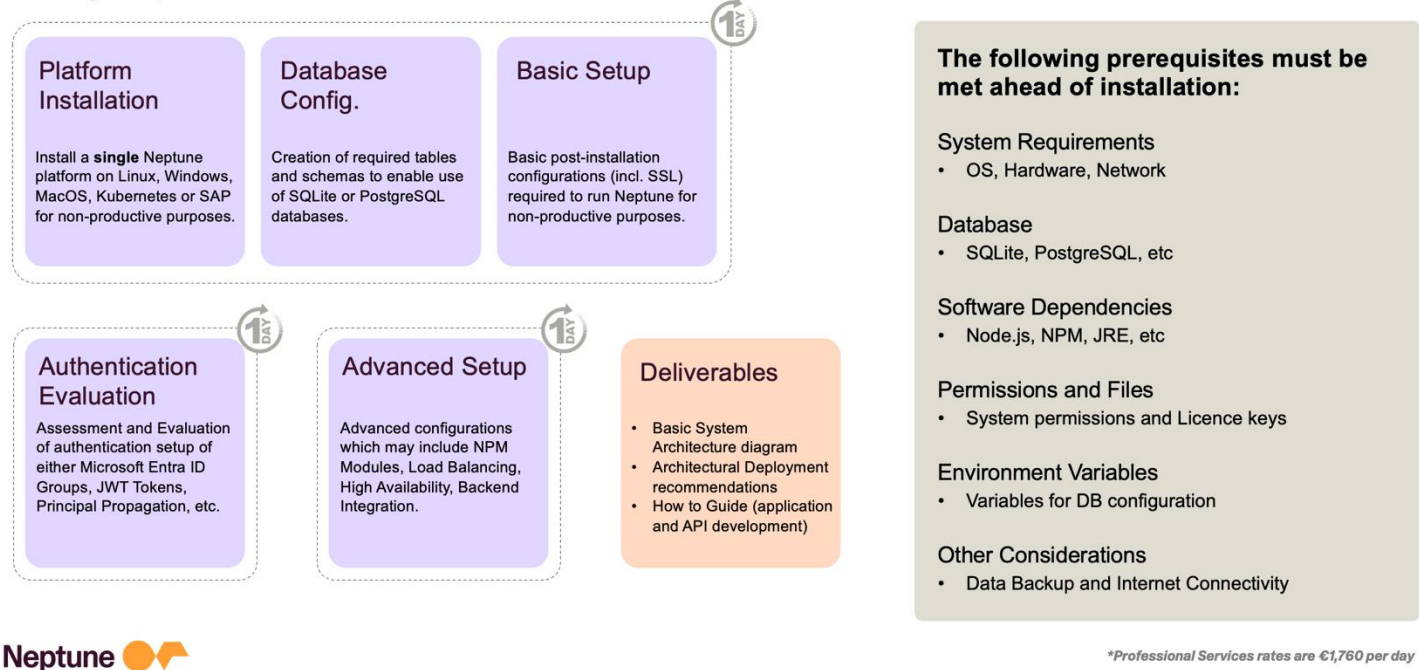 1 DAY
Platform
Installation
Install a single Neptune
platform on Linux, Windows,
MacOS, Kubernetes or SAP
for non-productive purposes.
Database
Config.
Creation of required tables
and schemas to enable use
of SQLite or PostgreSQL
databases.
Basic Setup
Basic post-installation
configurations (incl. SSL)
required to run Neptune for
non-productive purposes.
1 DAY
Authentication
Evaluation
Assessment and Evaluation
of authentication setup of
either Microsoft Entra ID
Groups, JWT Tokens,
Principal Propagation, etc.
1 DAY
Advanced Setup
Advanced configurations
which may include NPM
Modules, Load Balancing,
High Availability, Backend
Integration.
Deliverables
• Basic System
Architecture diagram
• Architectural Deployment
recommendations
• How to Guide (application
and API development)
The following prerequisites must be
met ahead of installation:
System Requirements
• OS, Hardware, Network
Database
• SQLite, PostgreSQL, etc
Software Dependencies
• Node.js, NPM, JRE, etc
Permissions and Files
• System permissions and Licence keys
Environment Variables
• Variables for DB configuration
Other Considerations
• Data Backup and Internet Connectivity
Neptune
*Professional Services rates are €1,760 per day